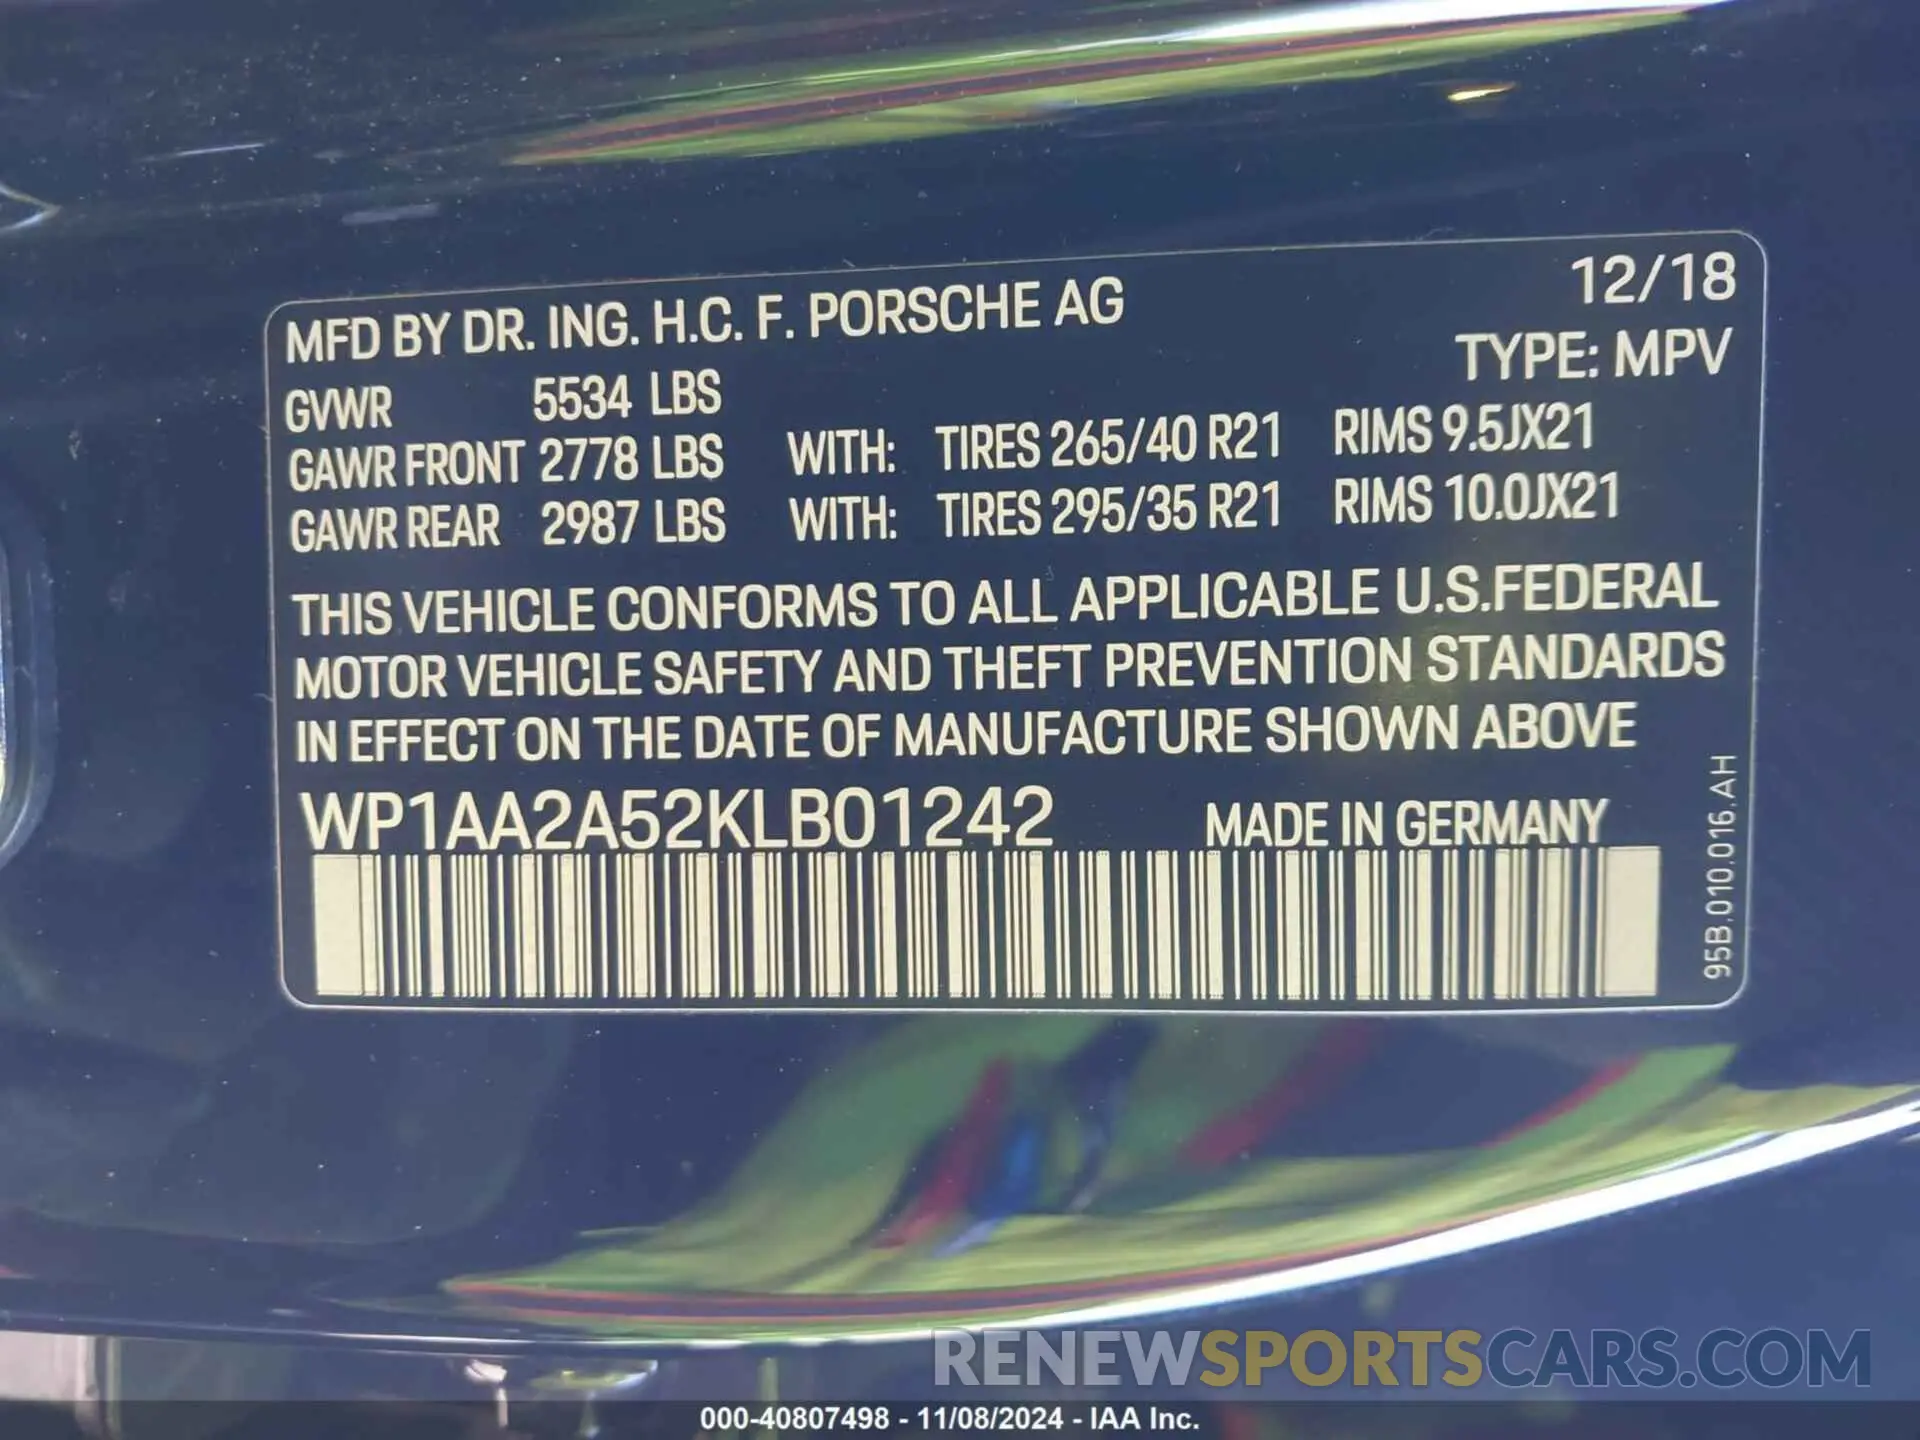 MFD BY DR. ING. H.C. F. PORSCHE AG 12/18
TYPE: MPV
GVWR 5534 LBS
GAWR FRONT 2778 LBS WITH: TIRES 265/40 R21 RIMS 9.5JX21
GAWR REAR 2987 LBS WITH: TIRES 295/35 R21 RIMS 10.0JX21
THIS VEHICLE CONFORMS TO ALL APPLICABLE U.S.FEDERAL
MOTOR VEHICLE SAFETY AND THEFT PREVENTION STANDARDS
IN EFFECT ON THE DATE OF MANUFACTURE SHOWN ABOVE
WP1AA2A52KLB01242 MADE IN GERMANY
95B.010.016.AH
RENEWSPORTSCARS.COM
000-40807498 - 11/08/2024 - IAA Inc.